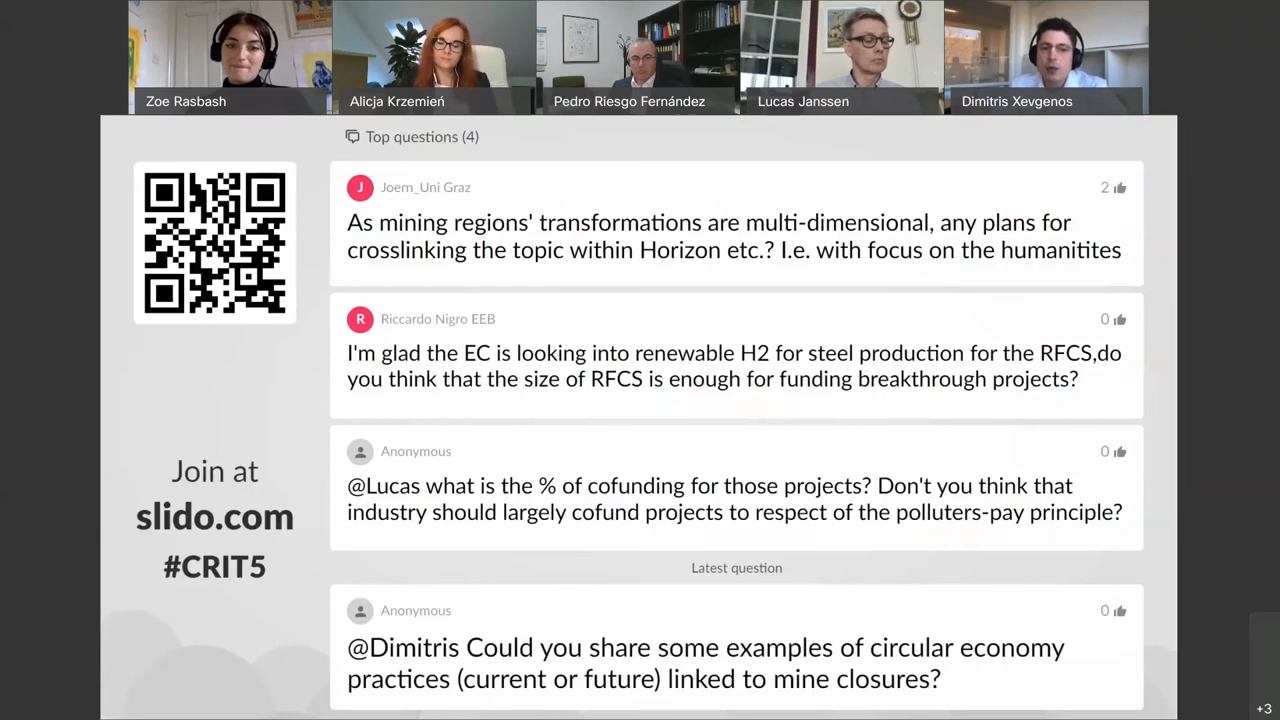 Zoe Rasbash
Alicja Krzemień
Pedro Riesgo Fernández
Lucas Janssen
Dimitris Xevgenos
Top questions (4)
J
Joern_Uni Graz
2
As mining regions' transformations are multi-dimensional, any plans for
crosslinking the topic within Horizon etc.? I.e. with focus on the humanitites
R
Riccardo Nigro EEB
0
I'm glad the EC is looking into renewable H2 for steel production for the RFCS,do
you think that the size of RFCS is enough for funding breakthrough projects?
Anonymous
0
@Lucas what is the % of cofunding for those projects? Don't you think that
industry should largely cofund projects to respect of the polluters-pay principle?
Join at
slido.com
#CRIT5
Latest question
Anonymous
0
@Dimitris Could you share some examples of circular economy
practices (current or future) linked to mine closures?
+3